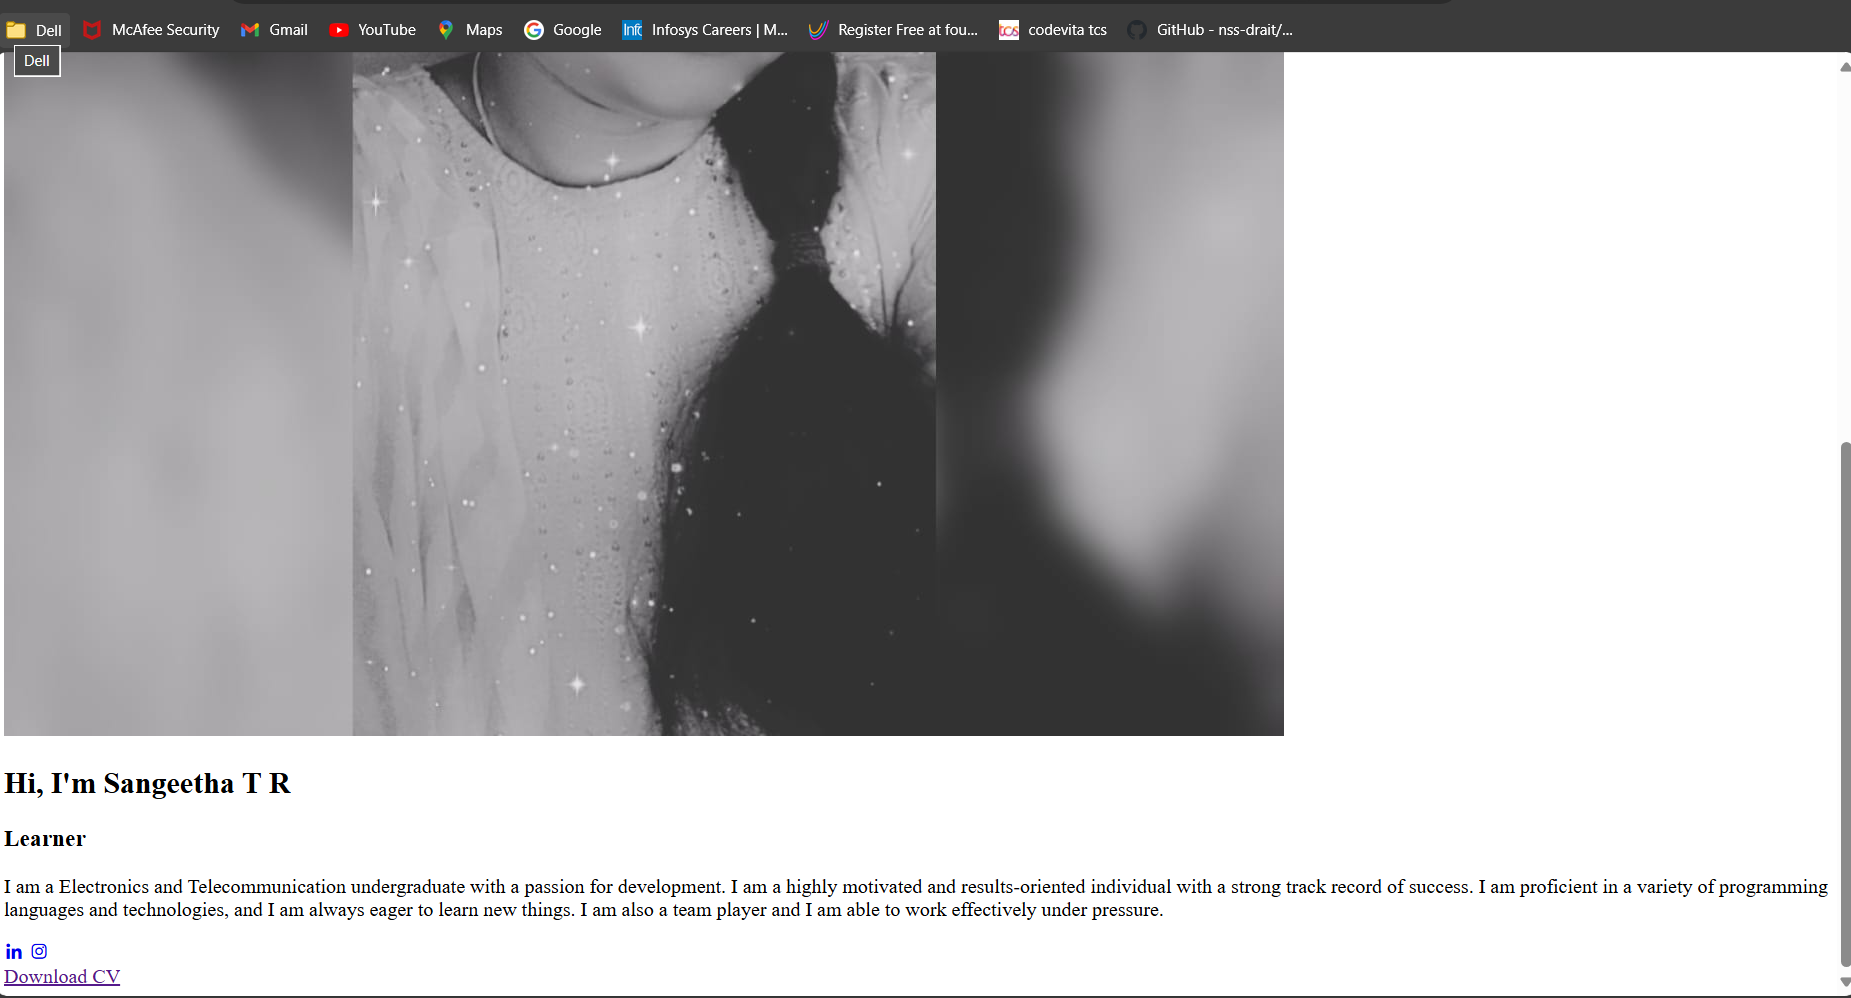 Dell McAfee Security Gmail YouTube Maps Google Infosys Careers | M... Register Free at fou... tcs codevita tcs GitHub - nss-drait/...
Dell
Hi, I'm Sangeetha T R
Learner
I am a Electronics and Telecommunication undergraduate with a passion for development. I am a highly motivated and results-oriented individual with a strong track record of success. I am proficient in a variety of programming
languages and technologies, and I am always eager to learn new things. I am also a team player and I am able to work effectively under pressure.
in
Download CV